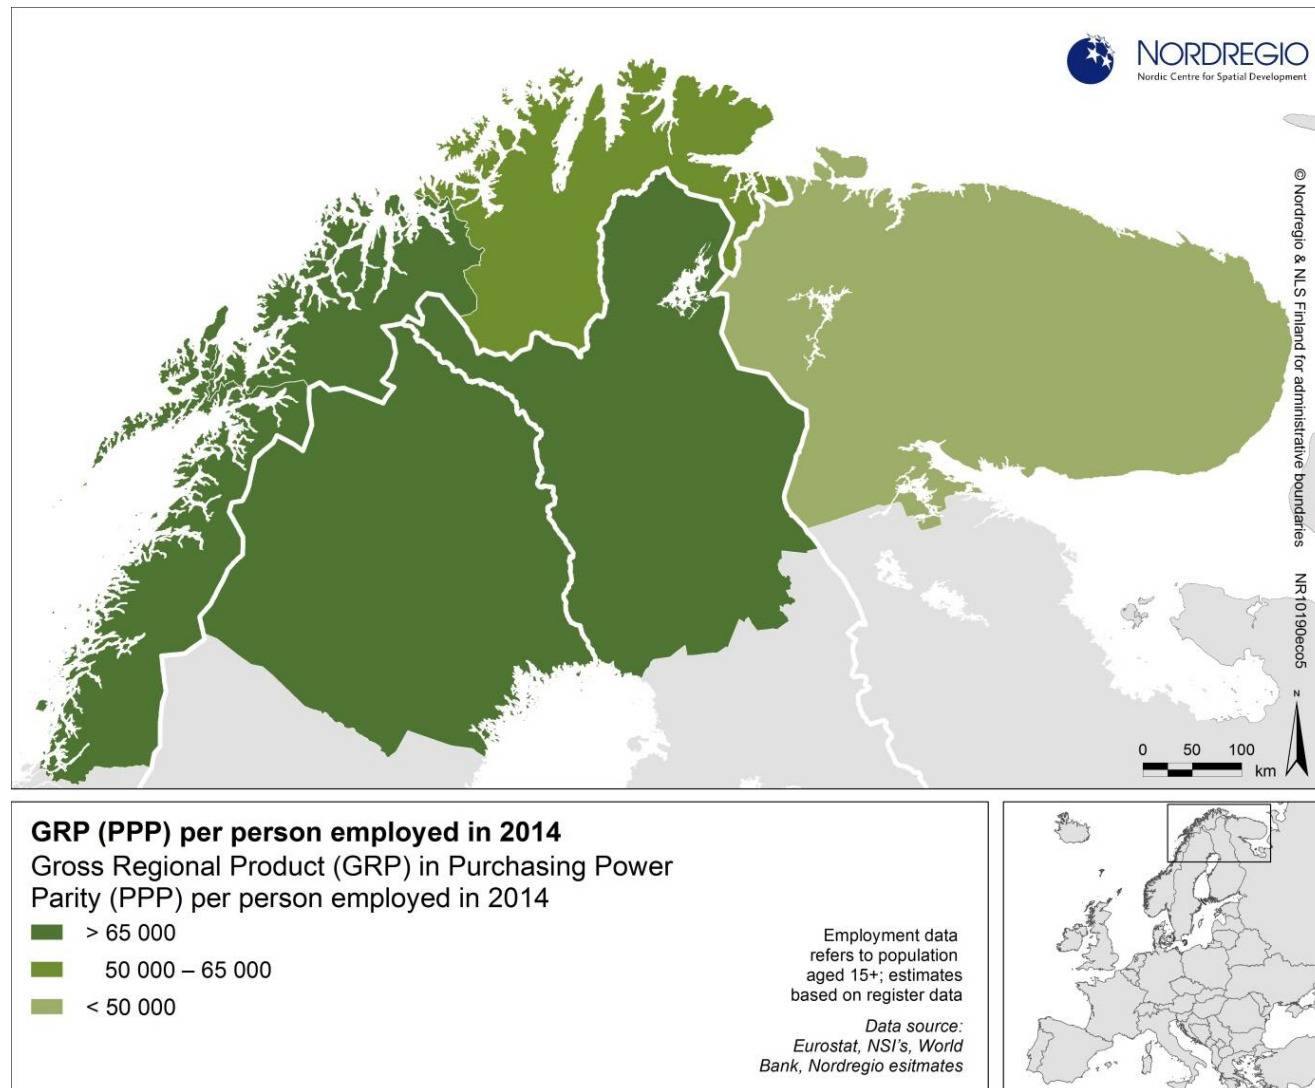 NORDREGIO
Nordic Centre for Spatial Development
© Nordregio & NLS Finland for administrative boundaries NR10190eco5
N
0 50 100
km
GRP (PPP) per person employed in 2014
Gross Regional Product (GRP) in Purchasing Power
Parity (PPP) per person employed in 2014
> 65 000
50 000 – 65 000
< 50 000
Employment data
refers to population
aged 15+; estimates
based on register data
Data source:
Eurostat, NSI's, World
Bank, Nordregio esitmates